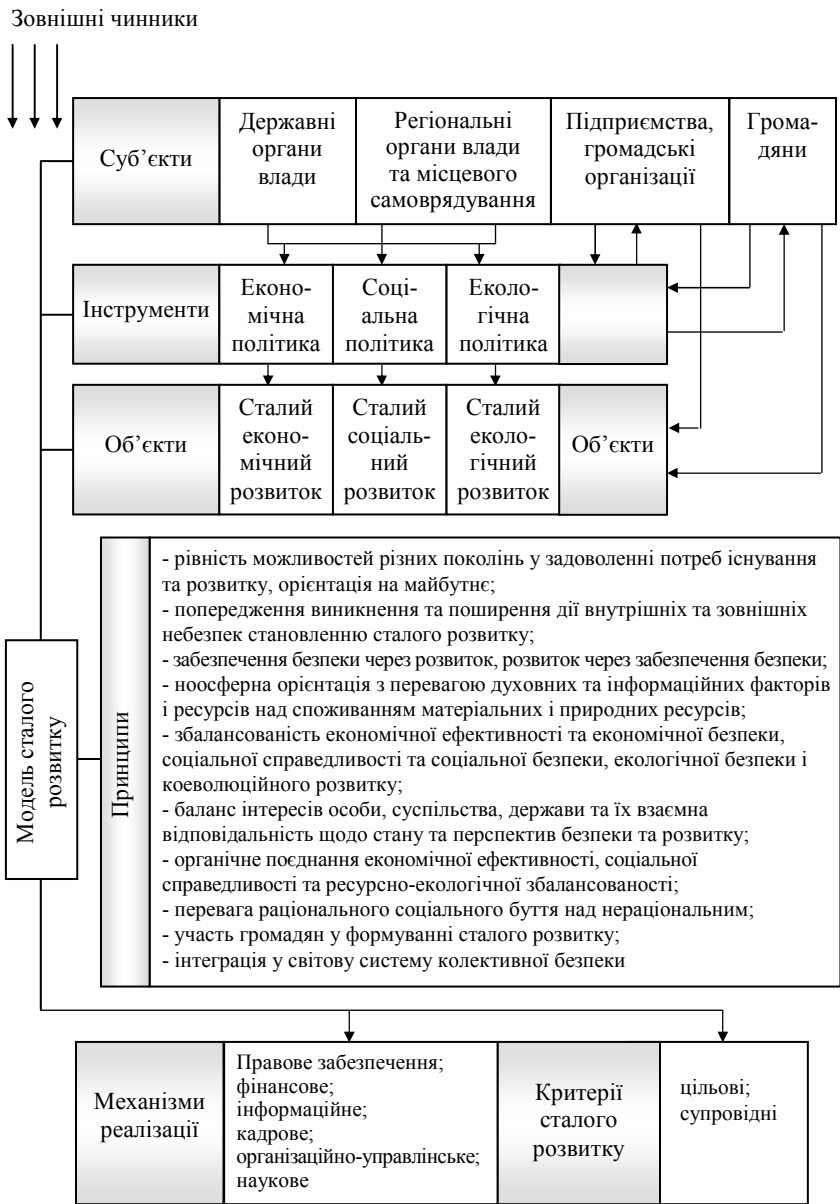 Зовнішні чинники
Суб’єкти
Державні
органи
влади
Регіональні
органи влади
та місцевого
самоврядування
Підприємства,
громадські
організації
Грома-
дяни
Інструменти
Еконо-
мічна
політика
Соці-
альна
політика
Еколо-
гічна
політика
Об’єкти
Сталий
еконо-
мічний
розвиток
Сталий
соціаль-
ний
розвиток
Сталий
еколо-
гічний
розвиток
Об’єкти
Модель сталого
розвитку
Принципи
- рівність можливостей різних поколінь у задоволенні потреб існування
та розвитку, орієнтація на майбутнє;
- попередження виникнення та поширення дії внутрішніх та зовнішніх
небезпек становленню сталого розвитку;
- забезпечення безпеки через розвиток, розвиток через забезпечення безпеки;
- ноосферна орієнтація з перевагою духовних та інформаційних факторів
і ресурсів над споживанням матеріальних і природних ресурсів;
- збалансованість економічної ефективності та економічної безпеки,
соціальної справедливості та соціальної безпеки, екологічної безпеки і
коеволюційного розвитку;
- баланс інтересів особи, суспільства, держави та їх взаємна
відповідальність щодо стану та перспектив безпеки та розвитку;
- органічне поєднання економічної ефективності, соціальної
справедливості та ресурсно-екологічної збалансованості;
- перевага раціонального соціального буття над нераціональним;
- участь громадян у формуванні сталого розвитку;
- інтеграція у світову систему колективної безпеки
Механізми
реалізації
Правове забезпечення;
фінансове;
інформаційне;
кадрове;
організаційно-управлінське;
наукове
Критерії
сталого
розвитку
цільові;
супровідні